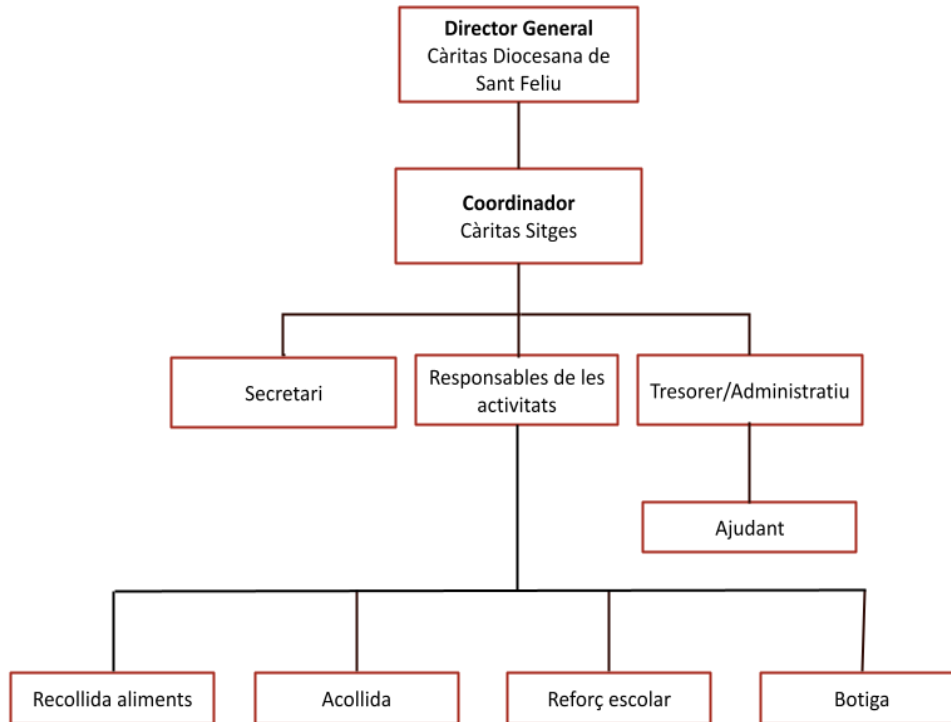 Director General
Càritas Diocesana de
Sant Feliu
Coordinador
Càritas Sitges
Secretari
Responsables de les
activitats
Tresorer/Administratiu
Ajudant
Recollida aliments
Acollida
Reforç escolar
Botiga